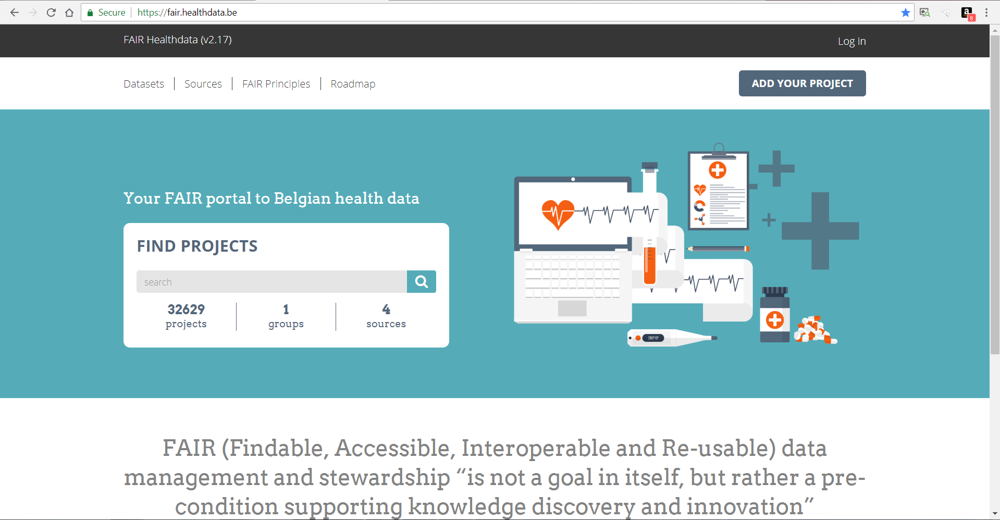 Secure https://fair.healthdata.be
a
8
FAIR Healthdata (v2.17)
Log in
Datasets
Sources
FAIR Principles
Roadmap
ADD YOUR PROJECT
Your FAIR portal to Belgian health data
FIND PROJECTS
search
32629
projects
1
groups
4
sources
FAIR (Findable, Accessible, Interoperable and Re-usable) data
management and stewardship “is not a goal in itself, but rather a pre-
condition supporting knowledge discovery and innovation”